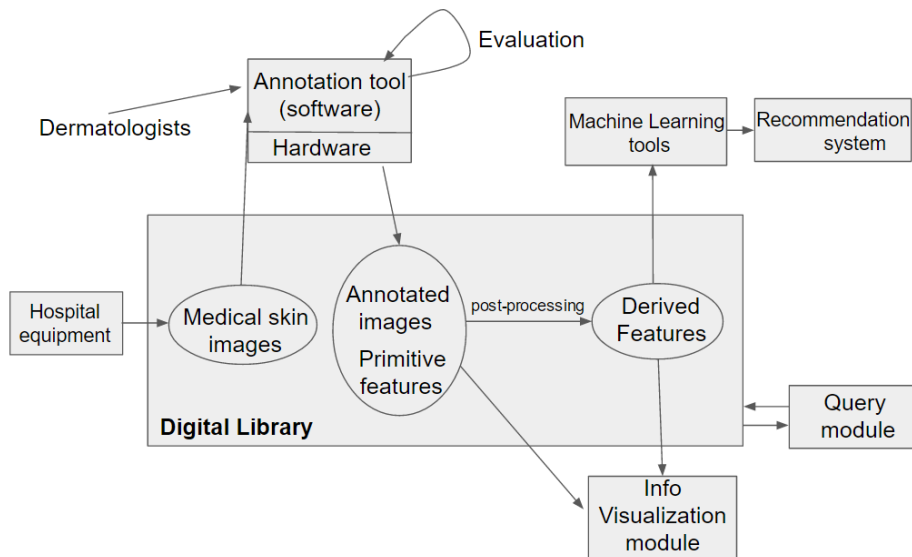 Evaluation
Annotation tool
(software)
Dermatologists
Hardware
Machine Learning
tools
Recommendation
system
Hospital
equipment
Medical skin
images
Annotated
images
Primitive
features
post-processing
Derived
Features
Digital Library
Query
module
Info
Visualization
module